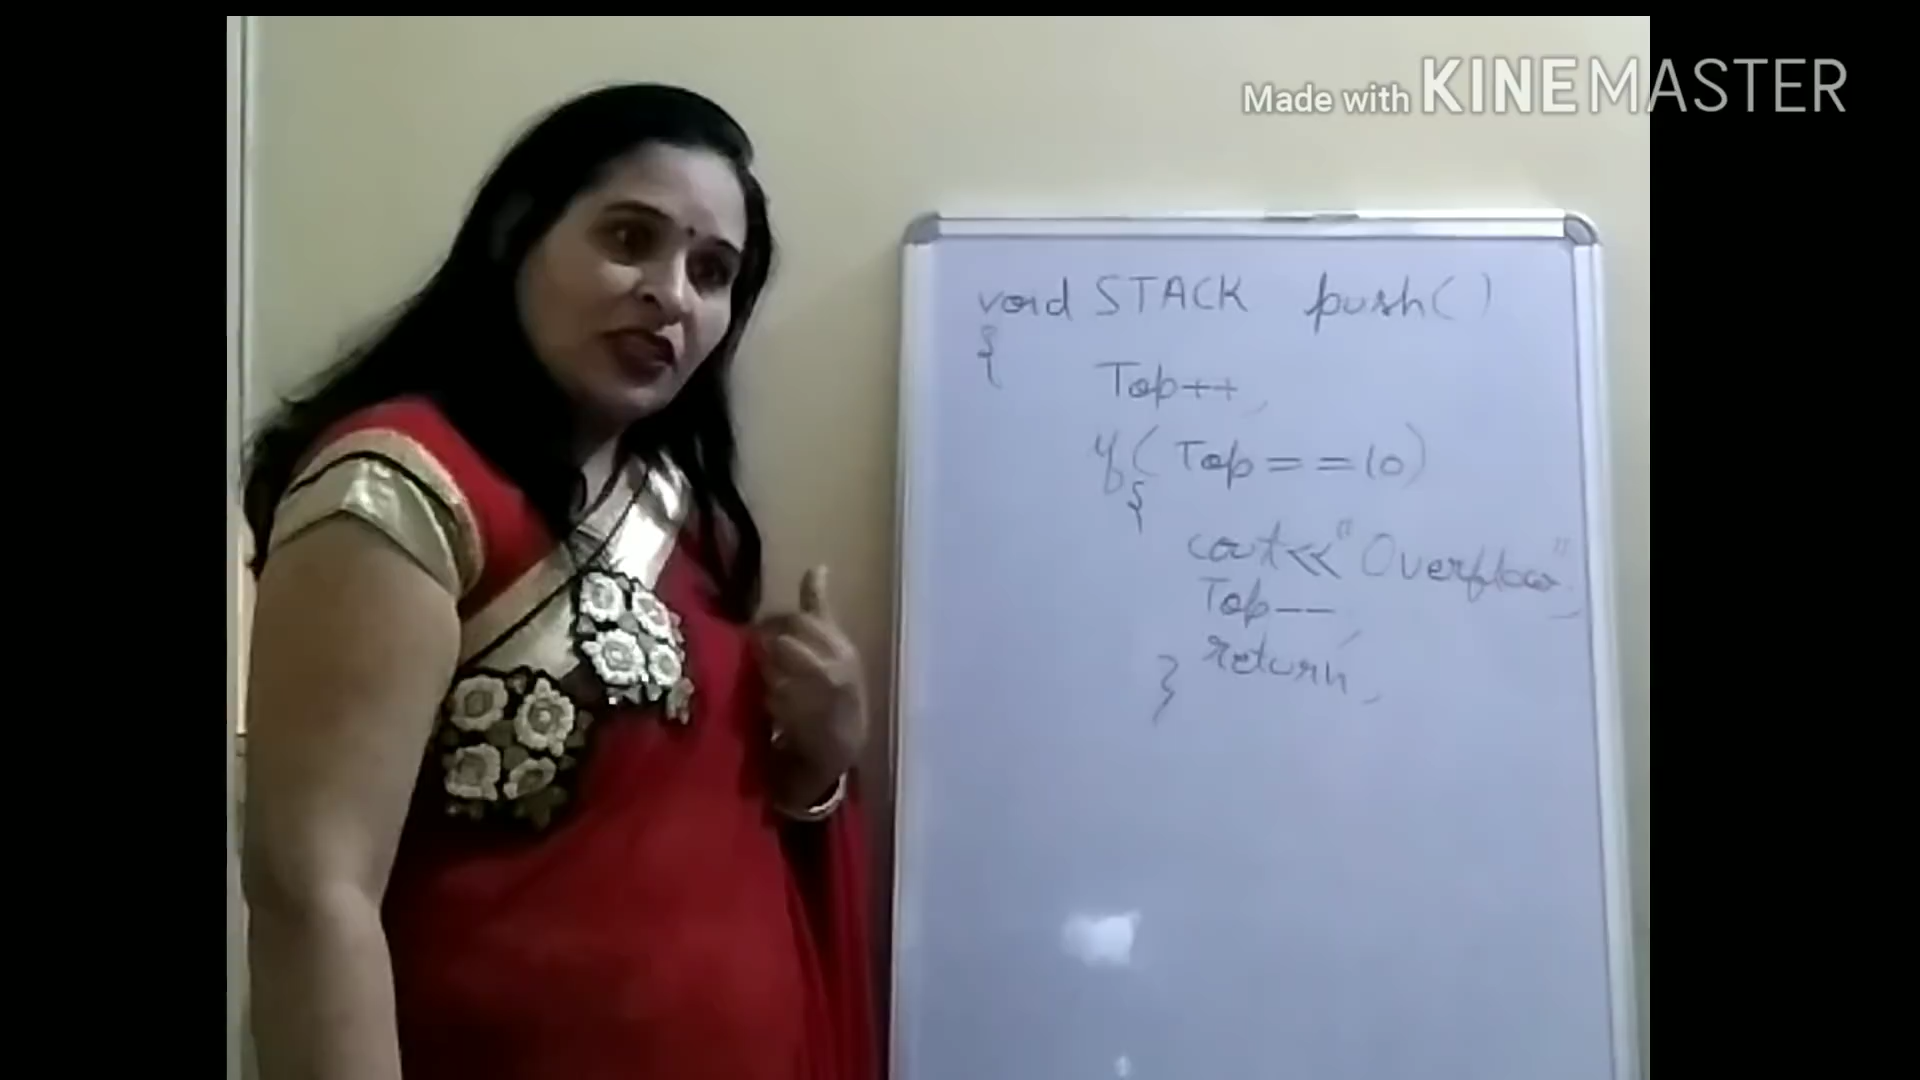 Made with KINEMASTER
void STACK push()
{
Top++;
if(Top==10)
{
cout<<"Overflow";
Top--;
return;
}